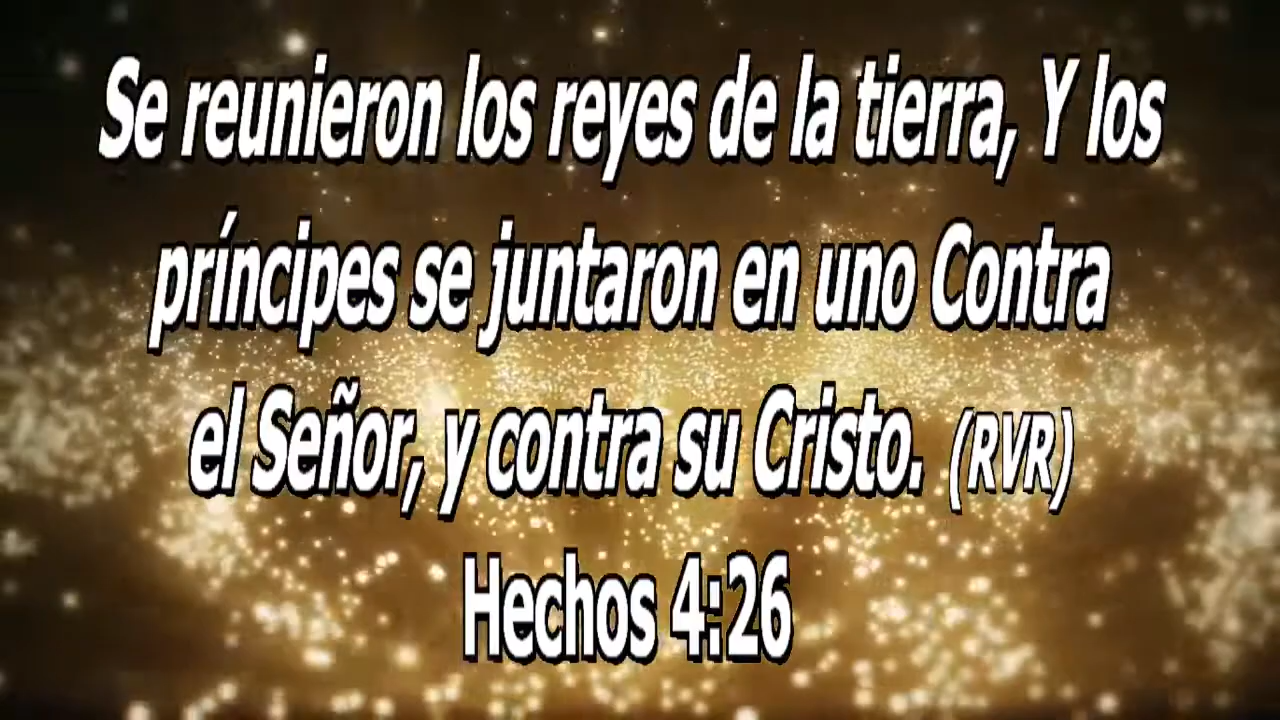 Se reunieron los reyes de la tierra, Y los
príncipes se juntaron en uno Contra
el Señor, y contra su Cristo. (RVR)
Hechos 4:26